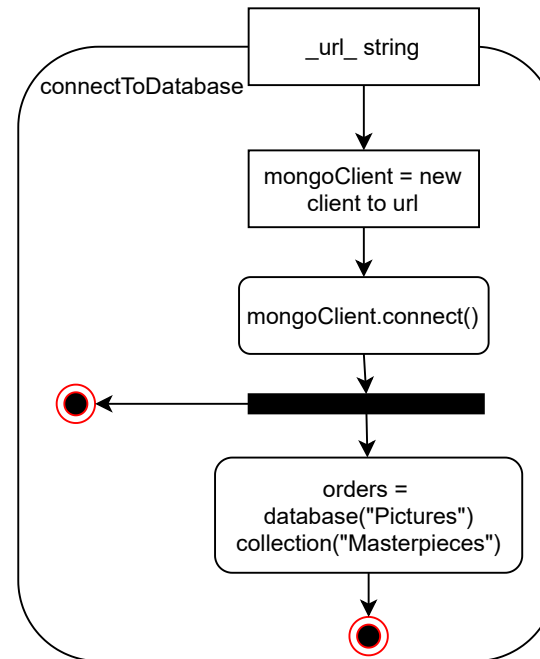 _url_ string
connectToDatabase
mongoClient = new
client to url
mongoClient.connect()
orders =
database("Pictures")
collection("Masterpieces")